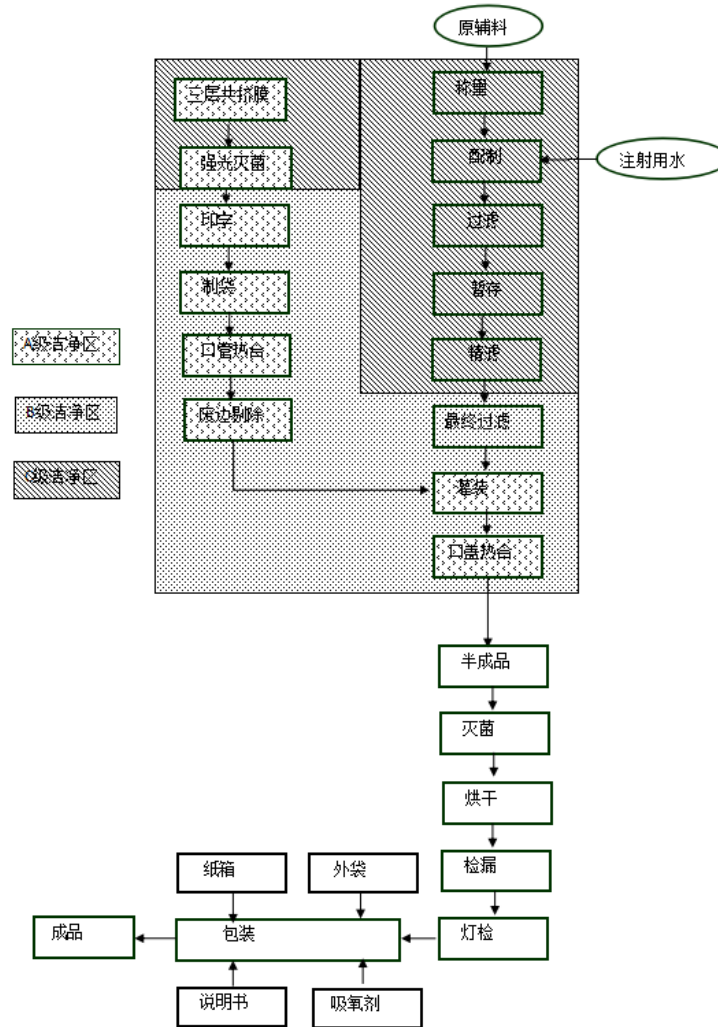 原辅料
三层共挤膜
称量
强光灭菌
配制
注射用水
印字
过滤
制袋
暂存
A级洁净区
口管热合
精滤
B级洁净区
废边剔除
最终过滤
C级洁净区
灌装
口盖热合
半成品
灭菌
烘干
纸箱
外袋
检漏
成品
包装
灯检
说明书
吸氧剂